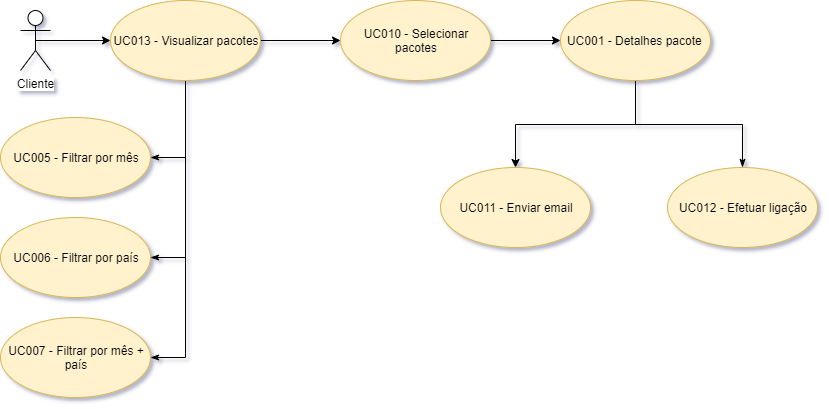 Cliente
UC013 - Visualizar pacotes
UC010 - Selecionar
pacotes
UC001 - Detalhes pacote
UC005 - Filtrar por mês
UC006 - Filtrar por país
UC007 - Filtrar por mês +
país
UC011 - Enviar email
UC012 - Efetuar ligação